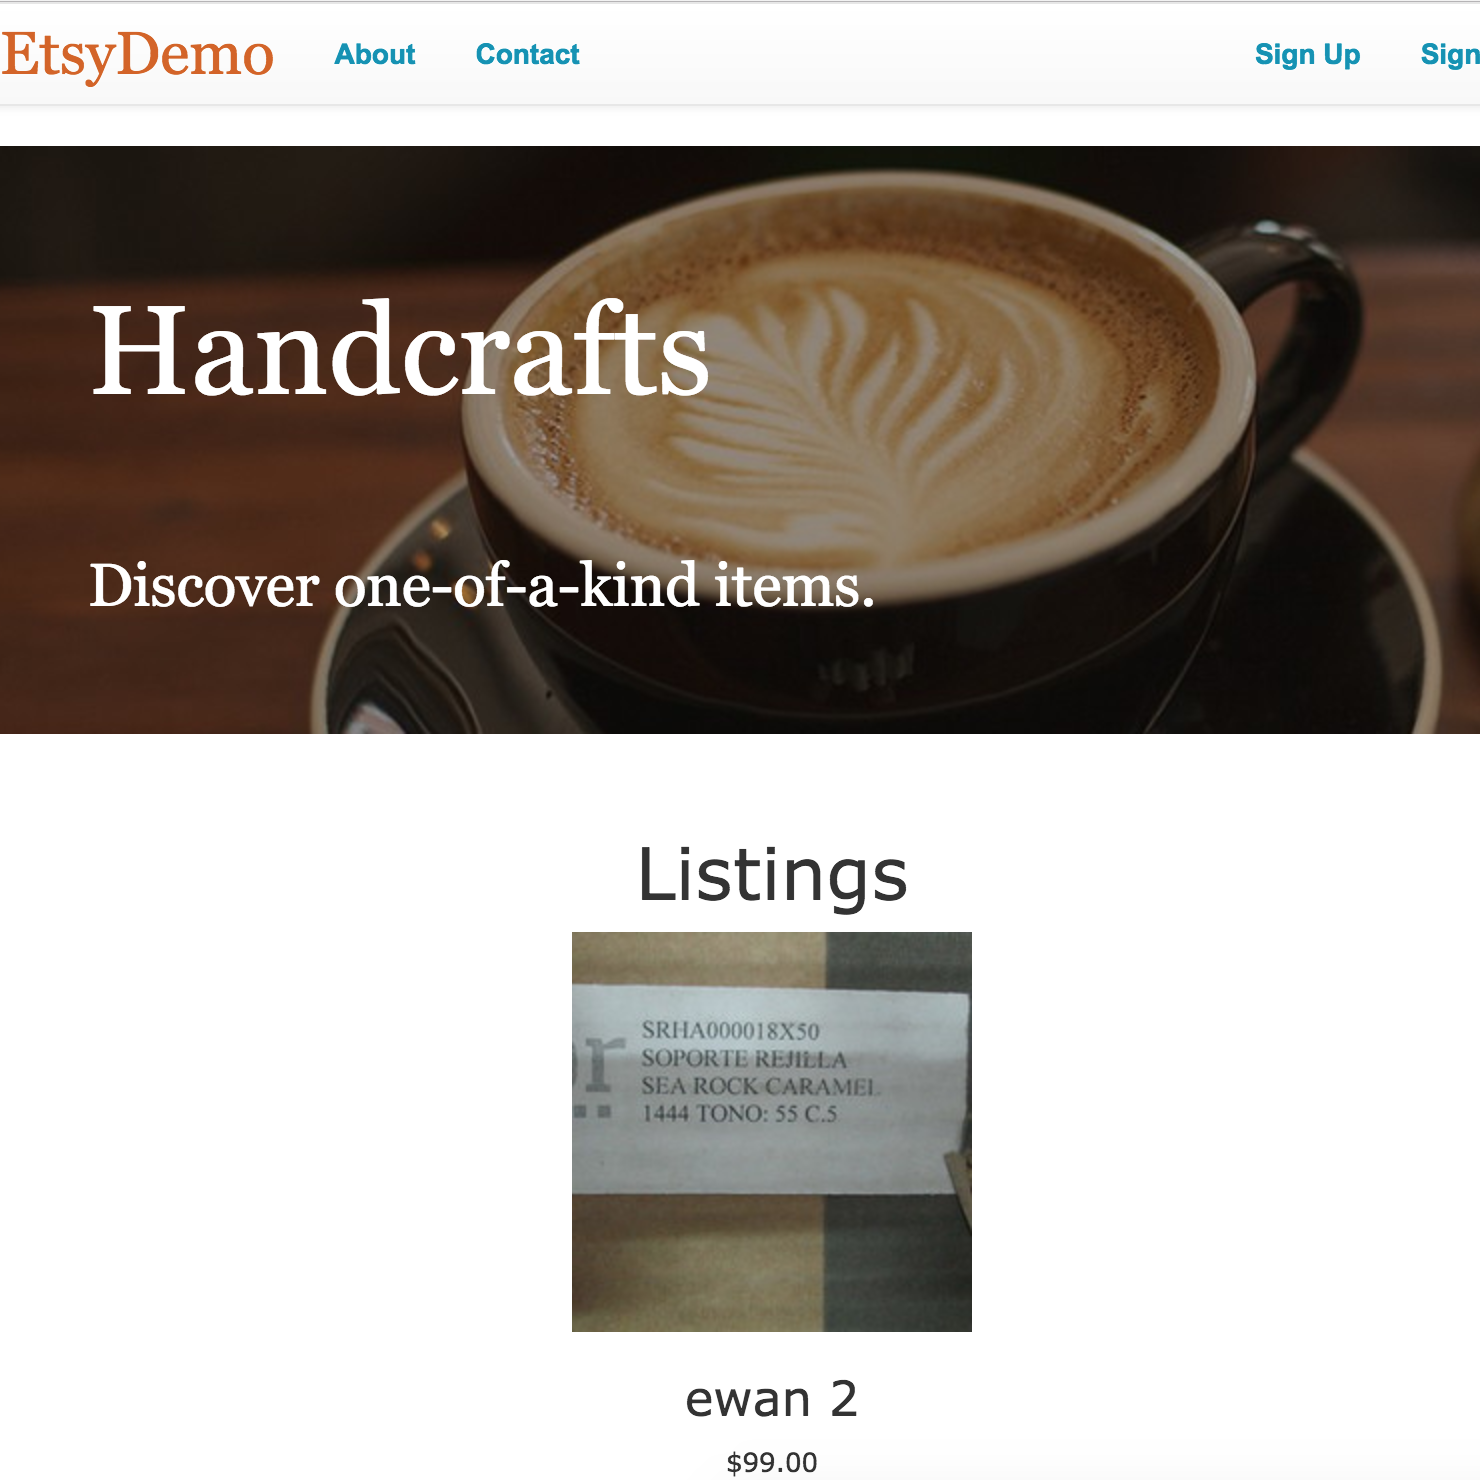 EtsyDemo About Contact Sign Up Sign
Handcrafts
Discover one-of-a-kind items.
Listings
r
SRHA000018X50
SOPORTE REJILLA
SEA ROCK CARAMEL
1444 TONO: 55 C.5
ewan 2
$99.00